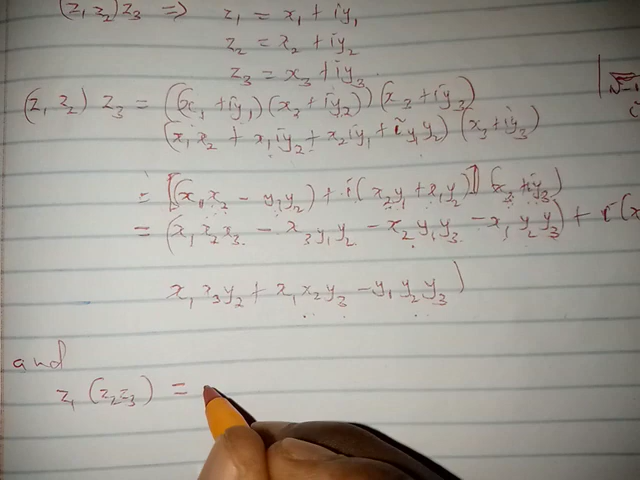 (z₁z₂)z₃ => z₁ = x₁ + iy₁
z₂ = x₂ + iy₂
z₃ = x₃ + iy₃
(z₁ z₂) z₃ = ((x₁ + iy₁)(x₂ + iy₂))(x₃ + iy₃)
(x₁x₂ + x₁iy₂ + x₂iy₁ + i²y₁y₂)(x₃ + iy₃)
= [(x₁x₂ - y₁y₂) + i(x₂y₁ + x₁y₂)](x₃ + iy₃)
= (x₁x₂x₃ - x₃y₁y₂ - x₂y₁y₃ - x₁y₂y₃) + i(x
x₁x₃y₂ + x₁x₂y₃ - y₁y₂y₃)
and
z₁(z₂z₃) =
√-1